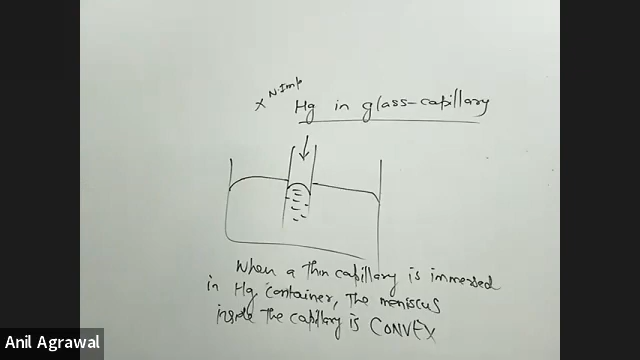 x N.Imp
Hg in glass-capillary
When a Thin capillary is immersed
in Hg container, The meniscus
inside The capillary is CONVEX
Anil Agrawal